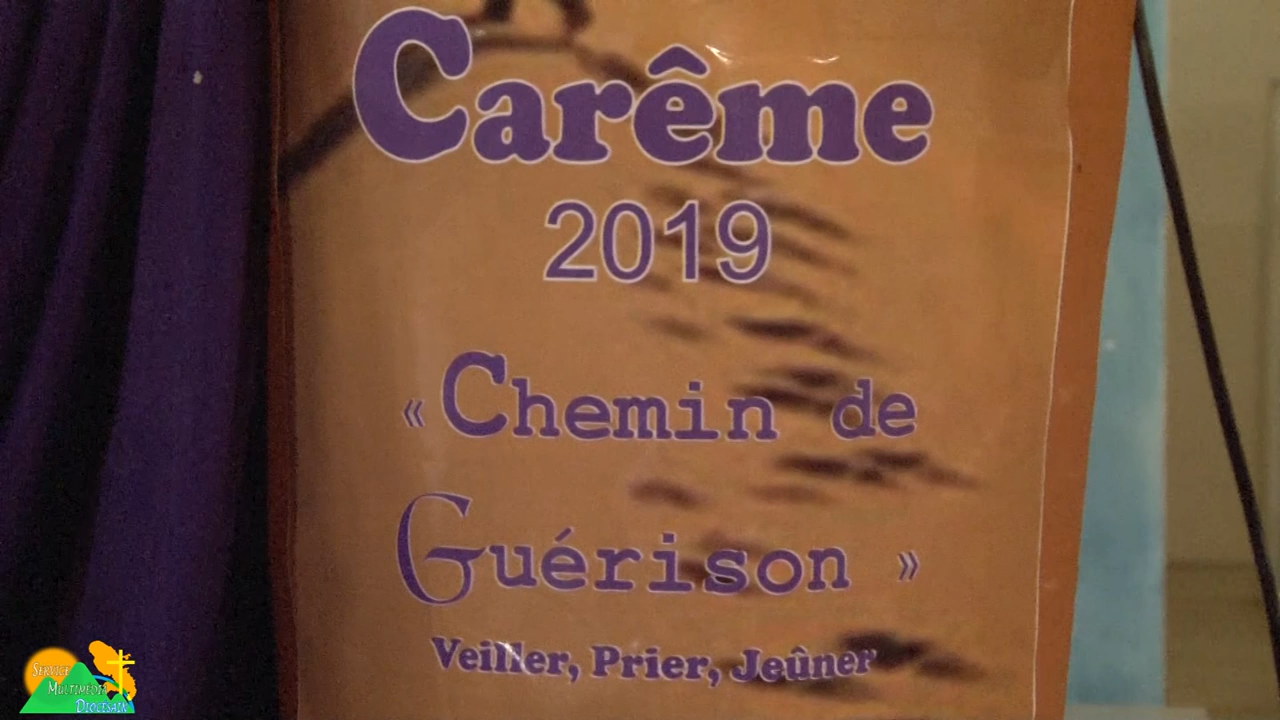 Carême
2019
« Chemin de
Guérison »
Veiller, Prier, Jeûner
Service
Multimédia
Diocésain